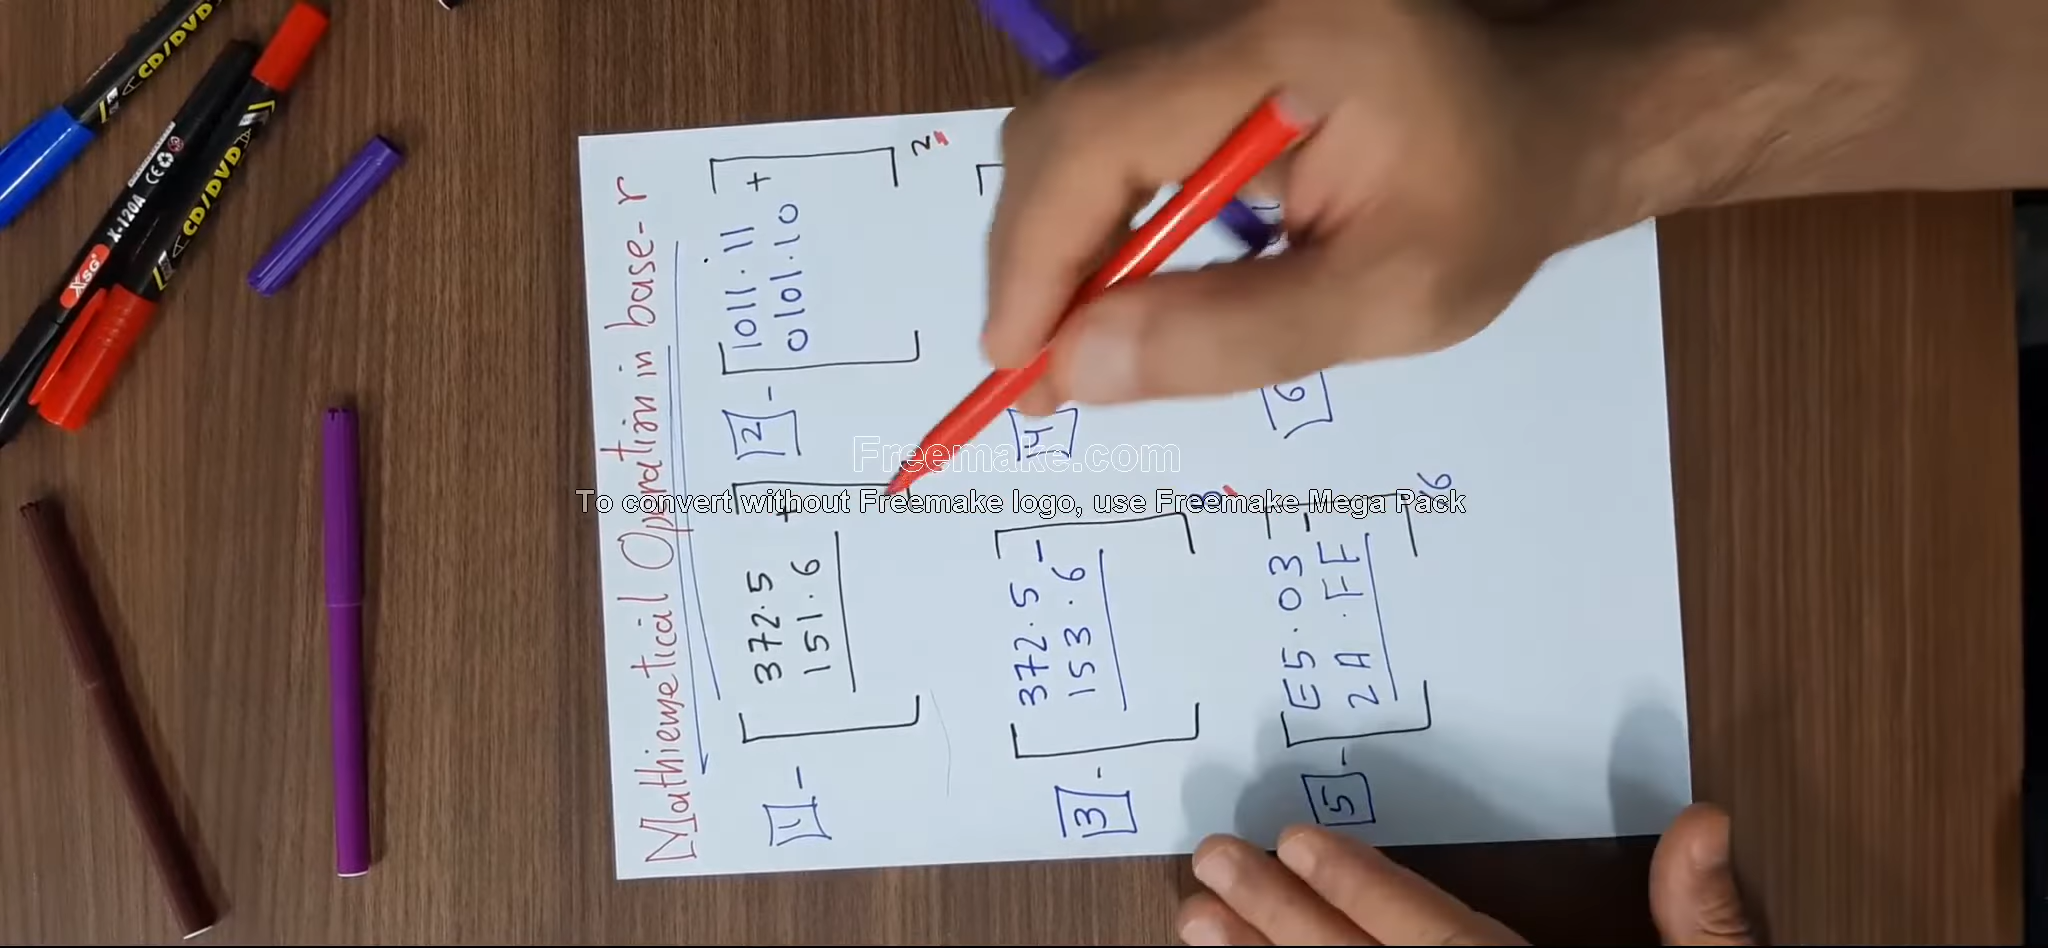 Mathiemetical Operation in base-r
1 - [ 372.5 +
151.6 ]
2 - [ 1011.11 +
0101.10 ] 2
3 - [ 372.5 -
153.6 ] 8
4
5 - [ E5.03 -
2A.FF ] 16
6
CD/DVD
X-120A
CE
XSG
CD/DVD
Freemake.com
To convert without Freemake logo, use Freemake Mega Pack